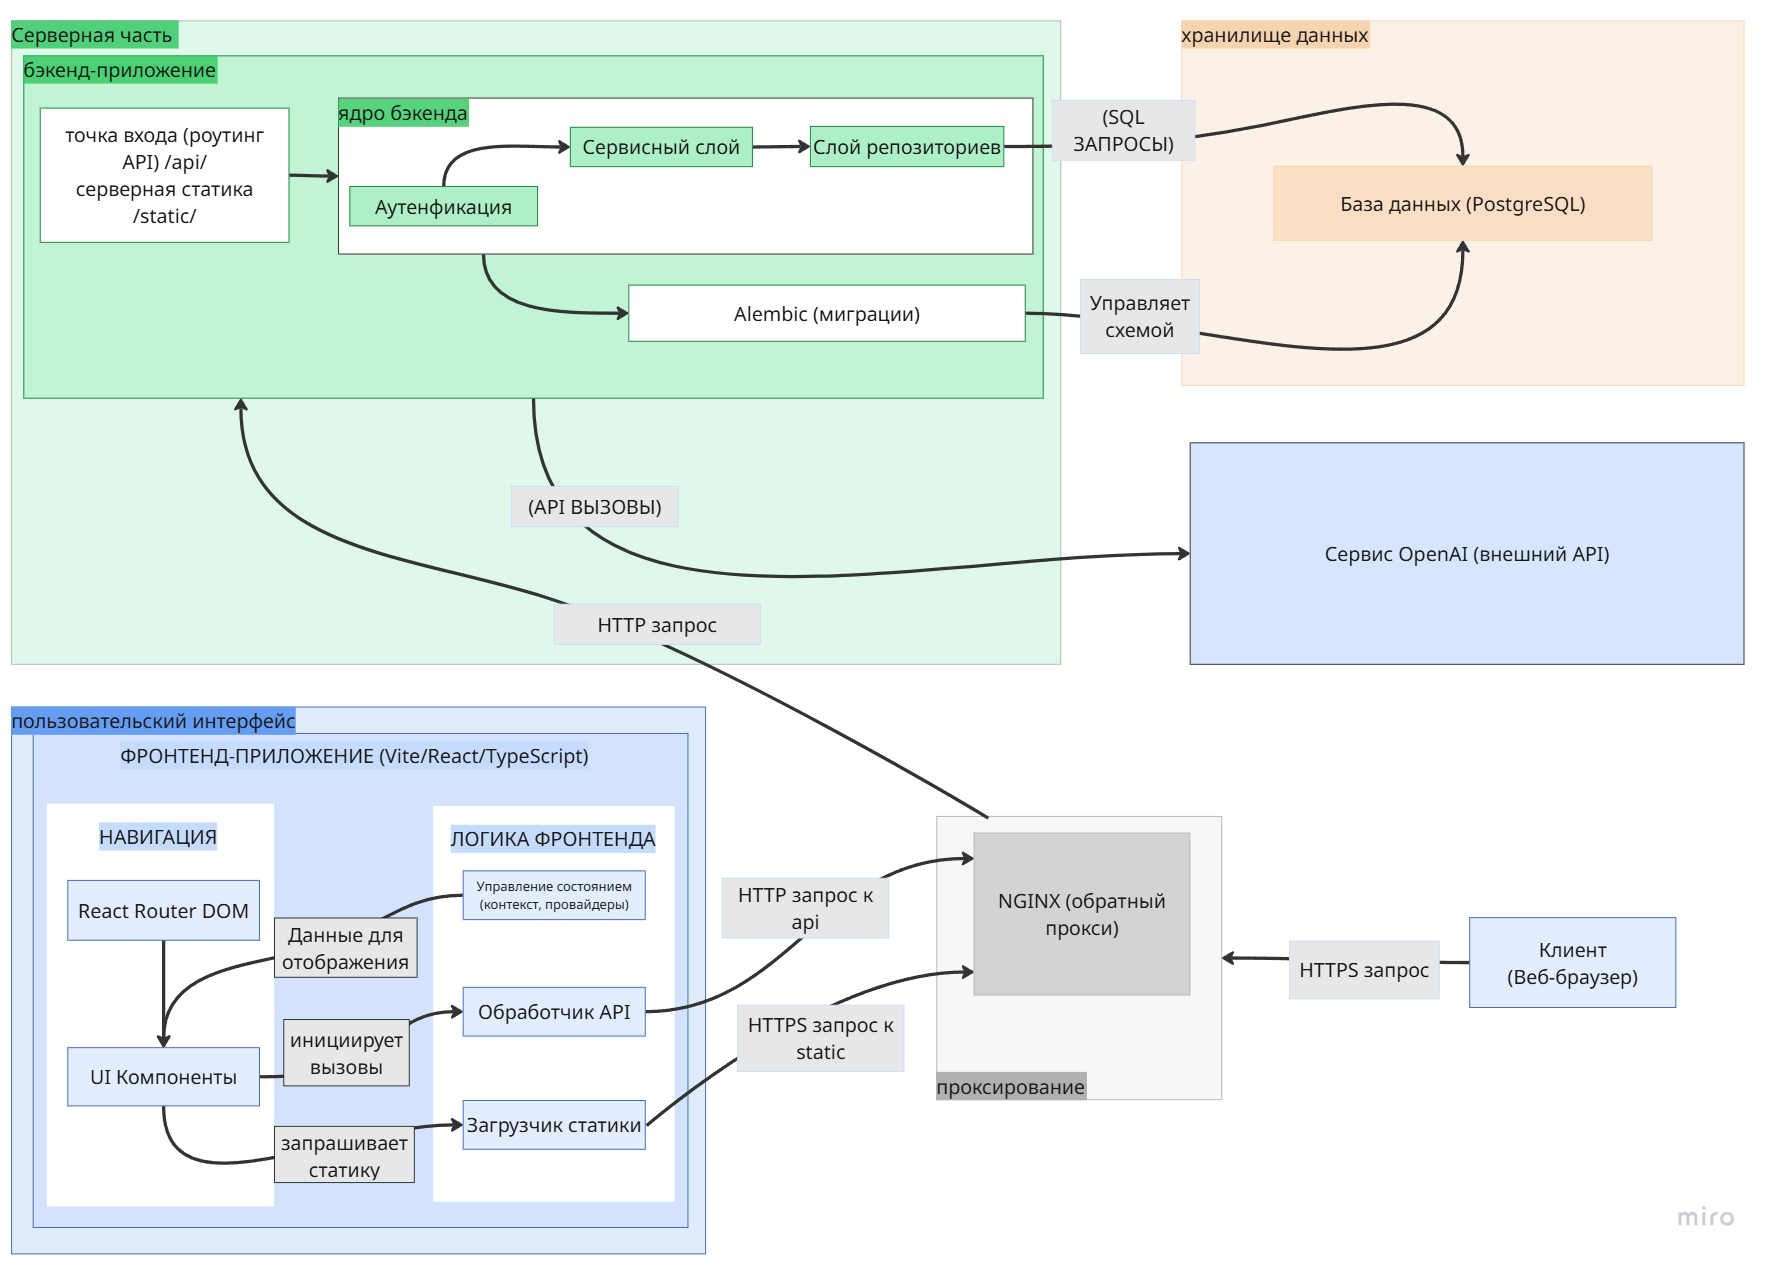 Серверная часть
бэкенд-приложение
точка входа (роутинг
API) /api/
серверная статика
/static/
ядро бэкенда
Сервисный слой
Слой репозиториев
Аутенфикация
Alembic (миграции)
(SQL
ЗАПРОСЫ)
Управляет
схемой
хранилище данных
База данных (PostgreSQL)
(API ВЫЗОВЫ)
Сервис OpenAI (внешний API)
HTTP запрос
пользовательский интерфейс
ФРОНТЕНД-ПРИЛОЖЕНИЕ (Vite/React/TypeScript)
НАВИГАЦИЯ
React Router DOM
UI Компоненты
Данные для
отображения
инициирует
вызовы
запрашивает
статику
ЛОГИКА ФРОНТЕНДА
Управление состоянием
(контекст, провайдеры)
Обработчик API
Загрузчик статики
HTTP запрос к
api
HTTPS запрос к
static
NGINX (обратный
прокси)
проксирование
HTTPS запрос
Клиент
(Веб-браузер)
miro